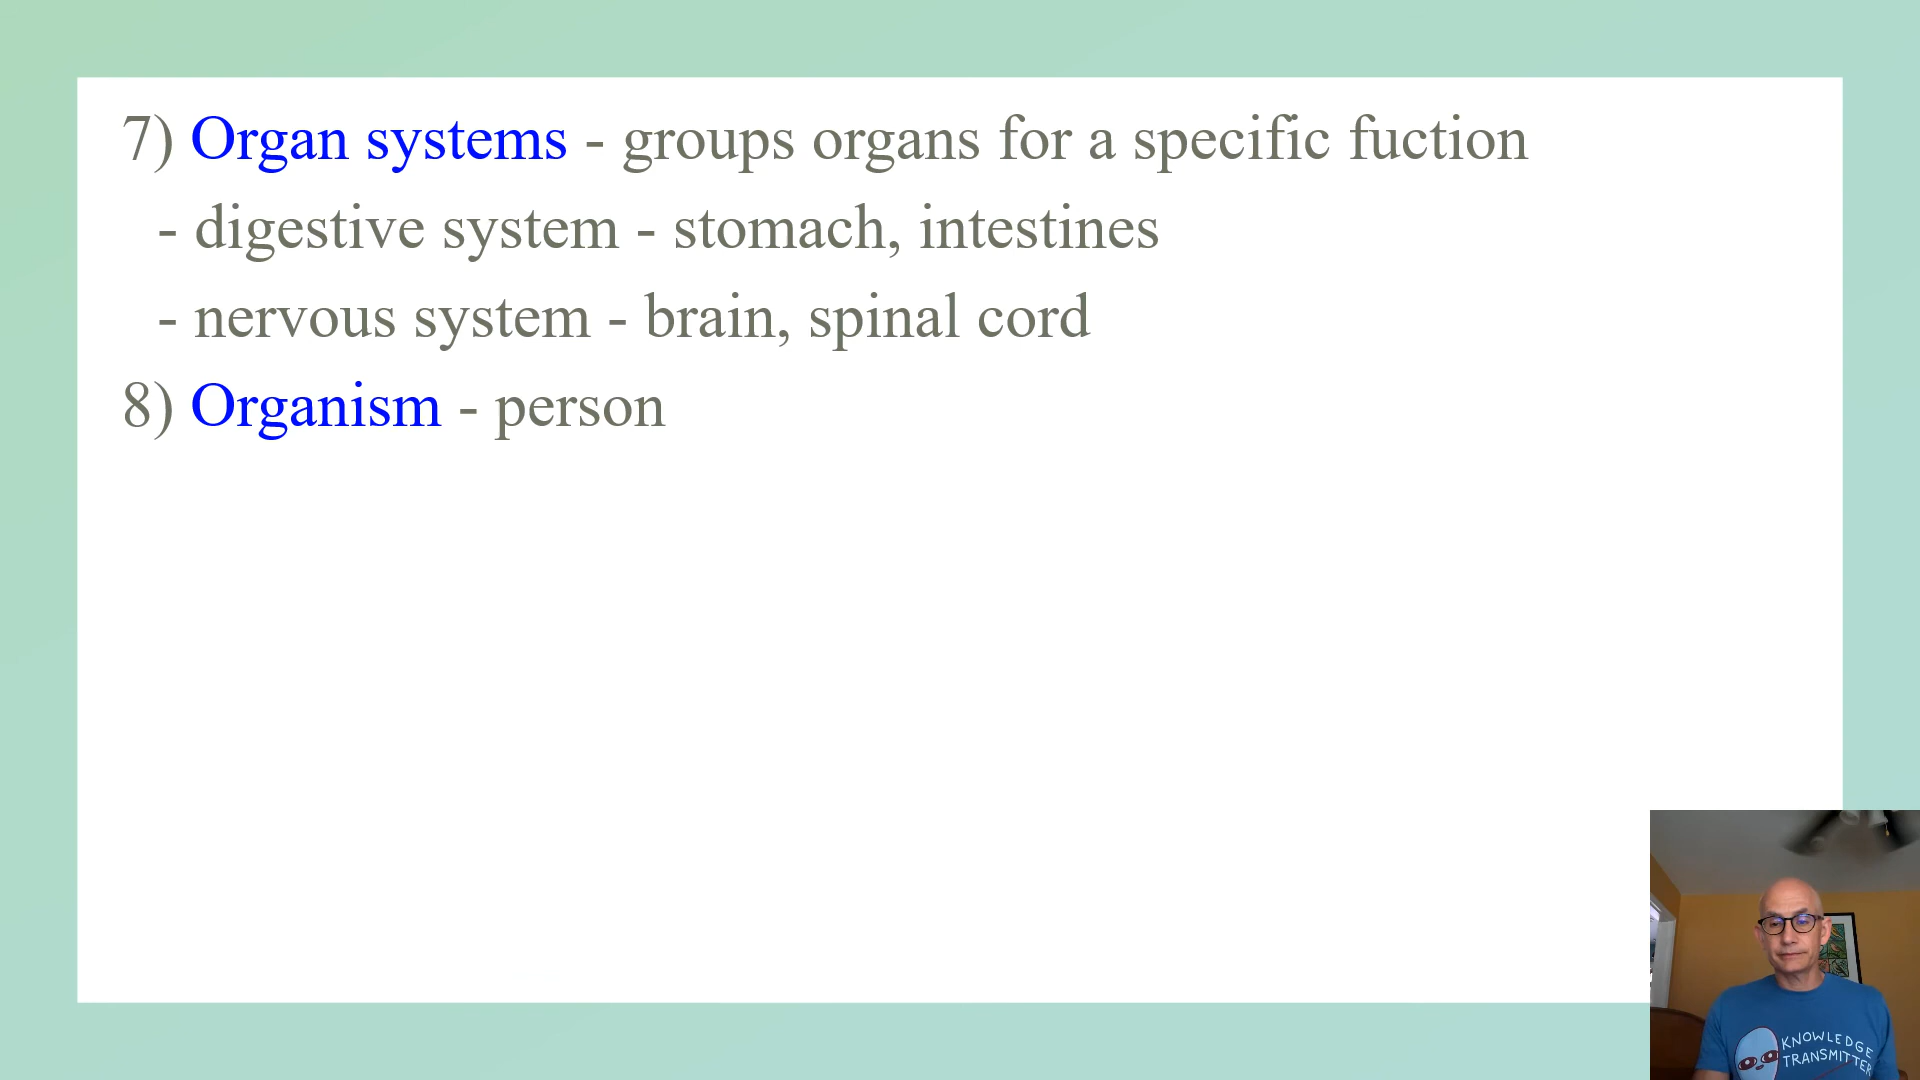 7) Organ systems - groups organs for a specific fuction
- digestive system - stomach, intestines
- nervous system - brain, spinal cord
8) Organism - person
KNOWLEDGE
TRANSMITTER